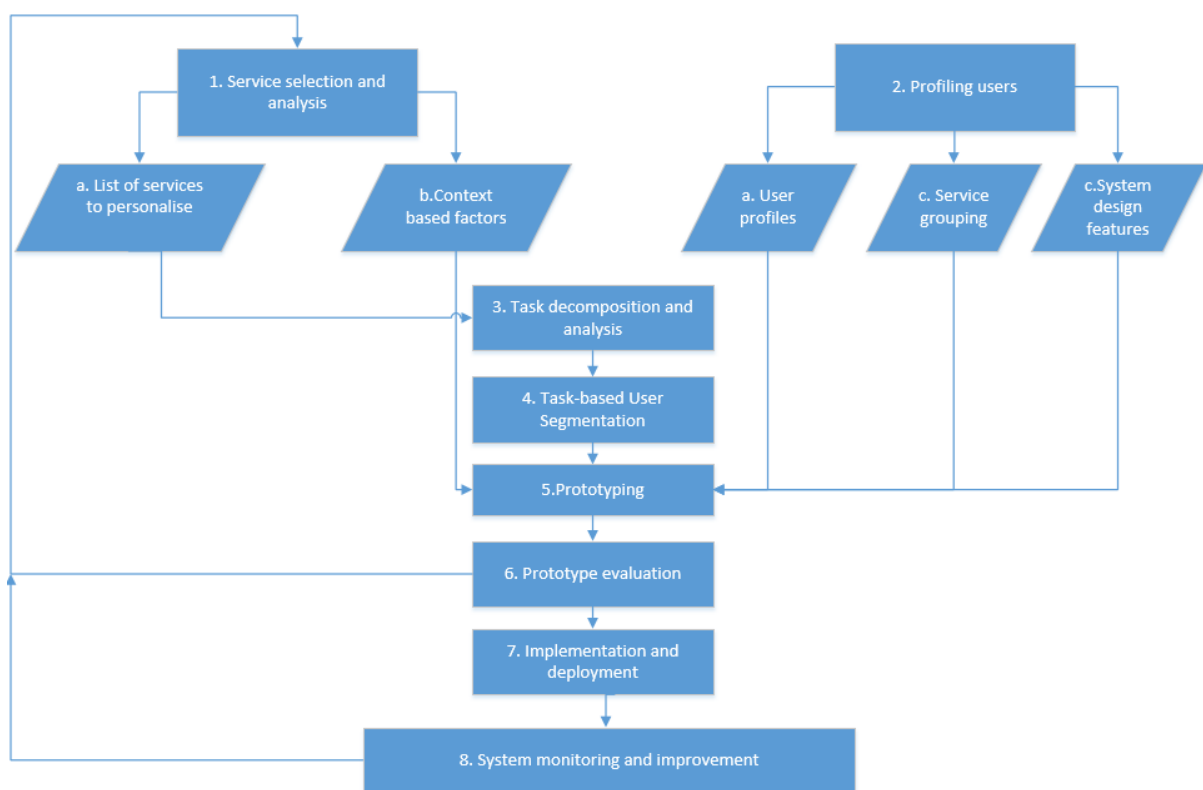 1. Service selection and
analysis
2. Profiling users
a. List of services
to personalise
b.Context
based factors
a. User
profiles
c. Service
grouping
c.System
design
features
3. Task decomposition and
analysis
4. Task-based User
Segmentation
5.Prototyping
6. Prototype evaluation
7. Implementation and
deployment
8. System monitoring and improvement